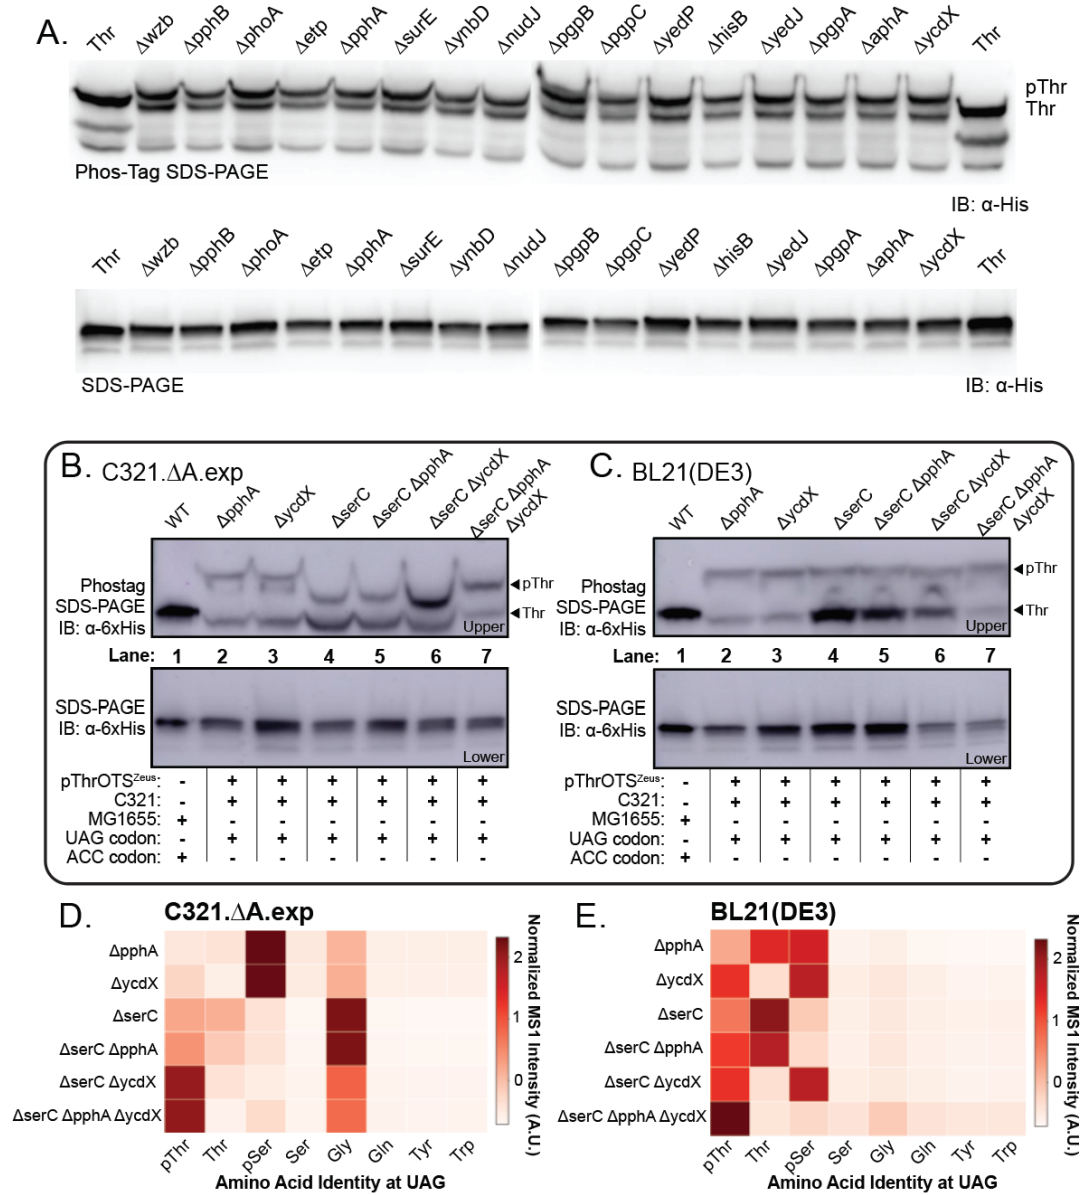 A.
Thr Δwzb ΔpphB ΔphoA Δetp ΔpphA ΔsurE ΔynbD ΔnudJ ΔpgpB ΔpgpC ΔyedP ΔhisB ΔyedJ ΔpgpA ΔaphA ΔycdX Thr
pThr
Thr
Phos-Tag SDS-PAGE
IB: α-His
Thr Δwzb ΔpphB ΔphoA Δetp ΔpphA ΔsurE ΔynbD ΔnudJ ΔpgpB ΔpgpC ΔyedP ΔhisB ΔyedJ ΔpgpA ΔaphA ΔycdX Thr
SDS-PAGE
IB: α-His
B. C321.ΔA.exp
WT ΔpphA ΔycdX ΔserC ΔserC ΔpphA ΔserC ΔycdX ΔserC ΔpphA
ΔycdX
Phostag
SDS-PAGE
IB: α-6xHis
pThr
Thr
Upper
Lane: 1 2 3 4 5 6 7
SDS-PAGE
IB: α-6xHis
Lower
pThrOTSZeus: - + + + + + +
C321: - + + + + + +
MG1655: + - - - - - -
UAG codon: - + + + + + +
ACC codon: + - - - - - -
C. BL21(DE3)
WT ΔpphA ΔycdX ΔserC ΔserC ΔpphA ΔserC ΔycdX ΔserC ΔpphA
ΔycdX
Phostag
SDS-PAGE
IB: α-6xHis
pThr
Thr
Upper
Lane: 1 2 3 4 5 6 7
SDS-PAGE
IB: α-6xHis
Lower
pThrOTSZeus: - + + + + + +
C321: - + + + + + +
MG1655: + - - - - - -
UAG codon: - + + + + + +
ACC codon: + - - - - - -
D. C321.ΔA.exp
ΔpphA
ΔycdX
ΔserC
ΔserC ΔpphA
ΔserC ΔycdX
ΔserC ΔpphA ΔycdX
pThr Thr pSer Ser Gly Gln Tyr Trp
Amino Acid Identity at UAG
2
1
0
Normalized MS1 Intensity (A.U.)
E. BL21(DE3)
ΔpphA
ΔycdX
ΔserC
ΔserC ΔpphA
ΔserC ΔycdX
ΔserC ΔpphA ΔycdX
pThr Thr pSer Ser Gly Gln Tyr Trp
Amino Acid Identity at UAG
2
1
0
Normalized MS1 Intensity (A.U.)